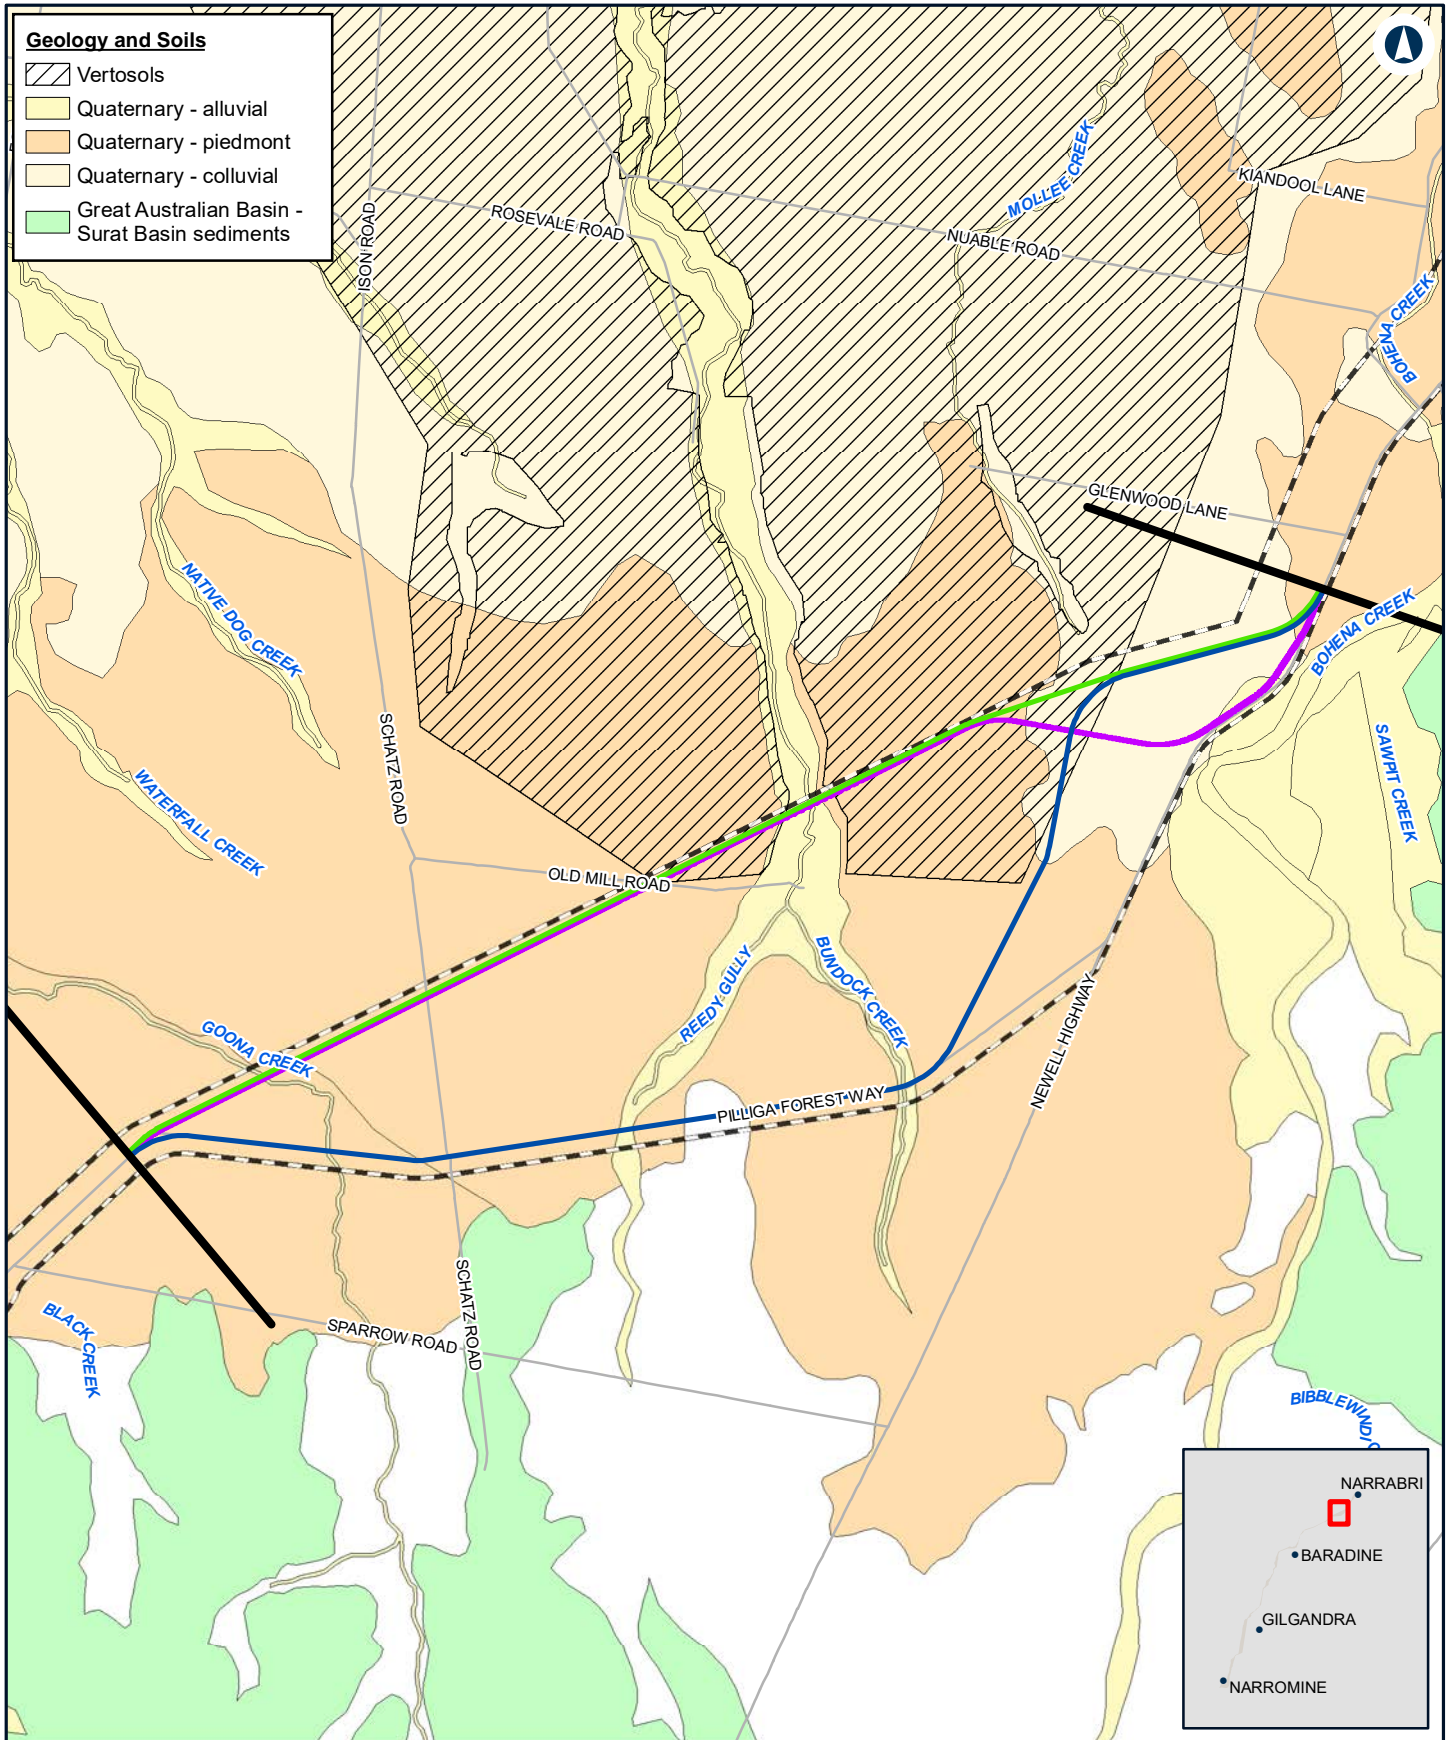 Geology and Soils
Vertosols
Quaternary - alluvial
Quaternary - piedmont
Quaternary - colluvial
Great Australian Basin -
Surat Basin sediments
MOLLEE CREEK
KIANDOOL LANE
ISON ROAD
ROSEVALE ROAD
NUABLE ROAD
BOHENA CREEK
GLENWOOD LANE
NATIVE DOG CREEK
BOHENA CREEK
SCHATZ ROAD
WATERFALL CREEK
SAWPIT CREEK
OLD MILL ROAD
REEDY GULLY
BUNDOCK CREEK
GOONA CREEK
NEWELL HIGHWAY
PILLIGA FOREST WAY
BLACK CREEK
SCHATZ ROAD
SPARROW ROAD
BIBBLEWINDI C
NARRABRI
BARADINE
GILGANDRA
NARROMINE